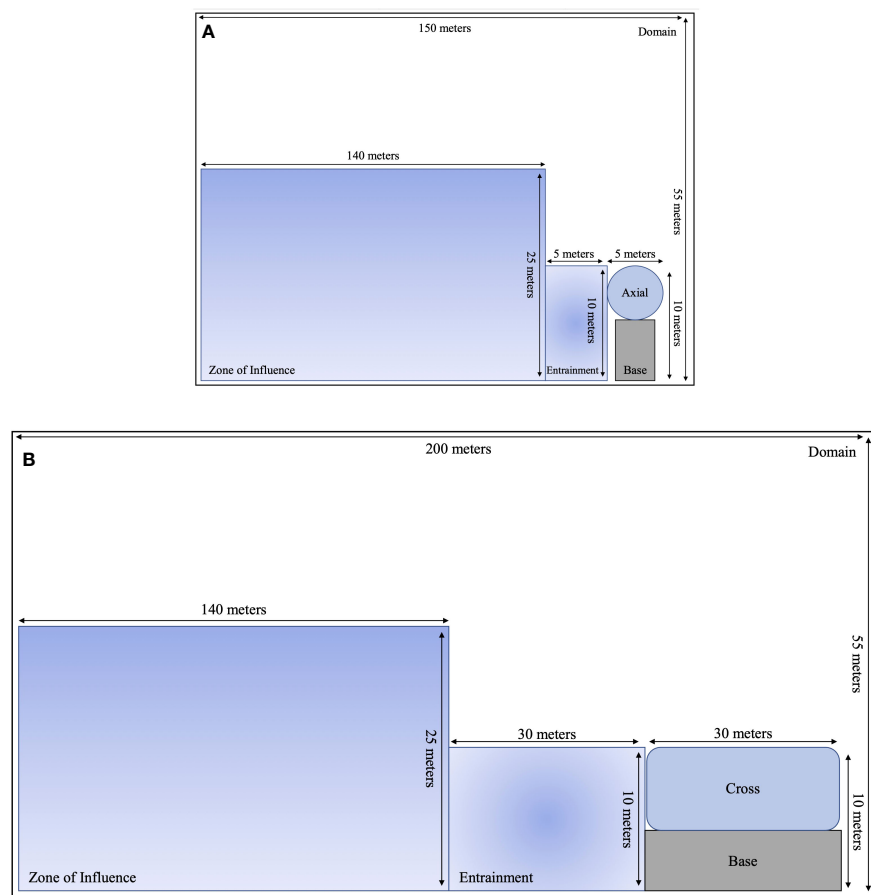 A
150 meters
Domain
140 meters
55 meters
25 meters
5 meters
5 meters
10 meters
Axial
10 meters
Zone of Influence
Entrainment
Base
B
200 meters
Domain
140 meters
55 meters
25 meters
30 meters
30 meters
10 meters
Cross
10 meters
Base
Zone of Influence
Entrainment